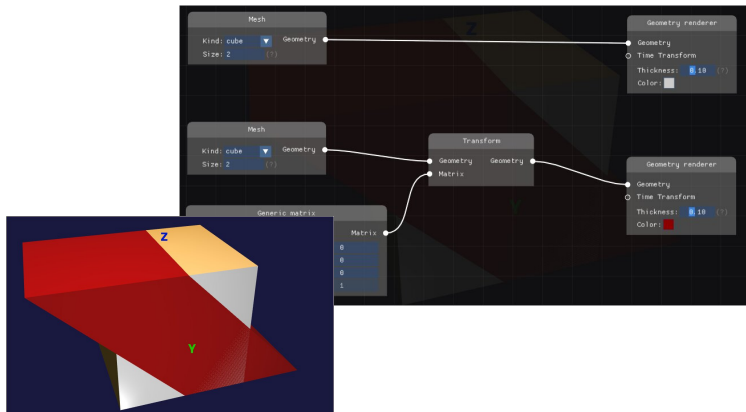 Mesh
Kind: cube
Geometry
Size: 2 (?)
Geometry renderer
Geometry
Time Transform
Thickness: 0.10 (?)
Color:
Z
Mesh
Kind: cube
Geometry
Size: 2 (?)
Transform
Geometry Geometry
Matrix
Geometry renderer
Geometry
Time Transform
Thickness: 0.10 (?)
Color:
Y
Generic matrix
Matrix
0
0
0
1
Z
Y